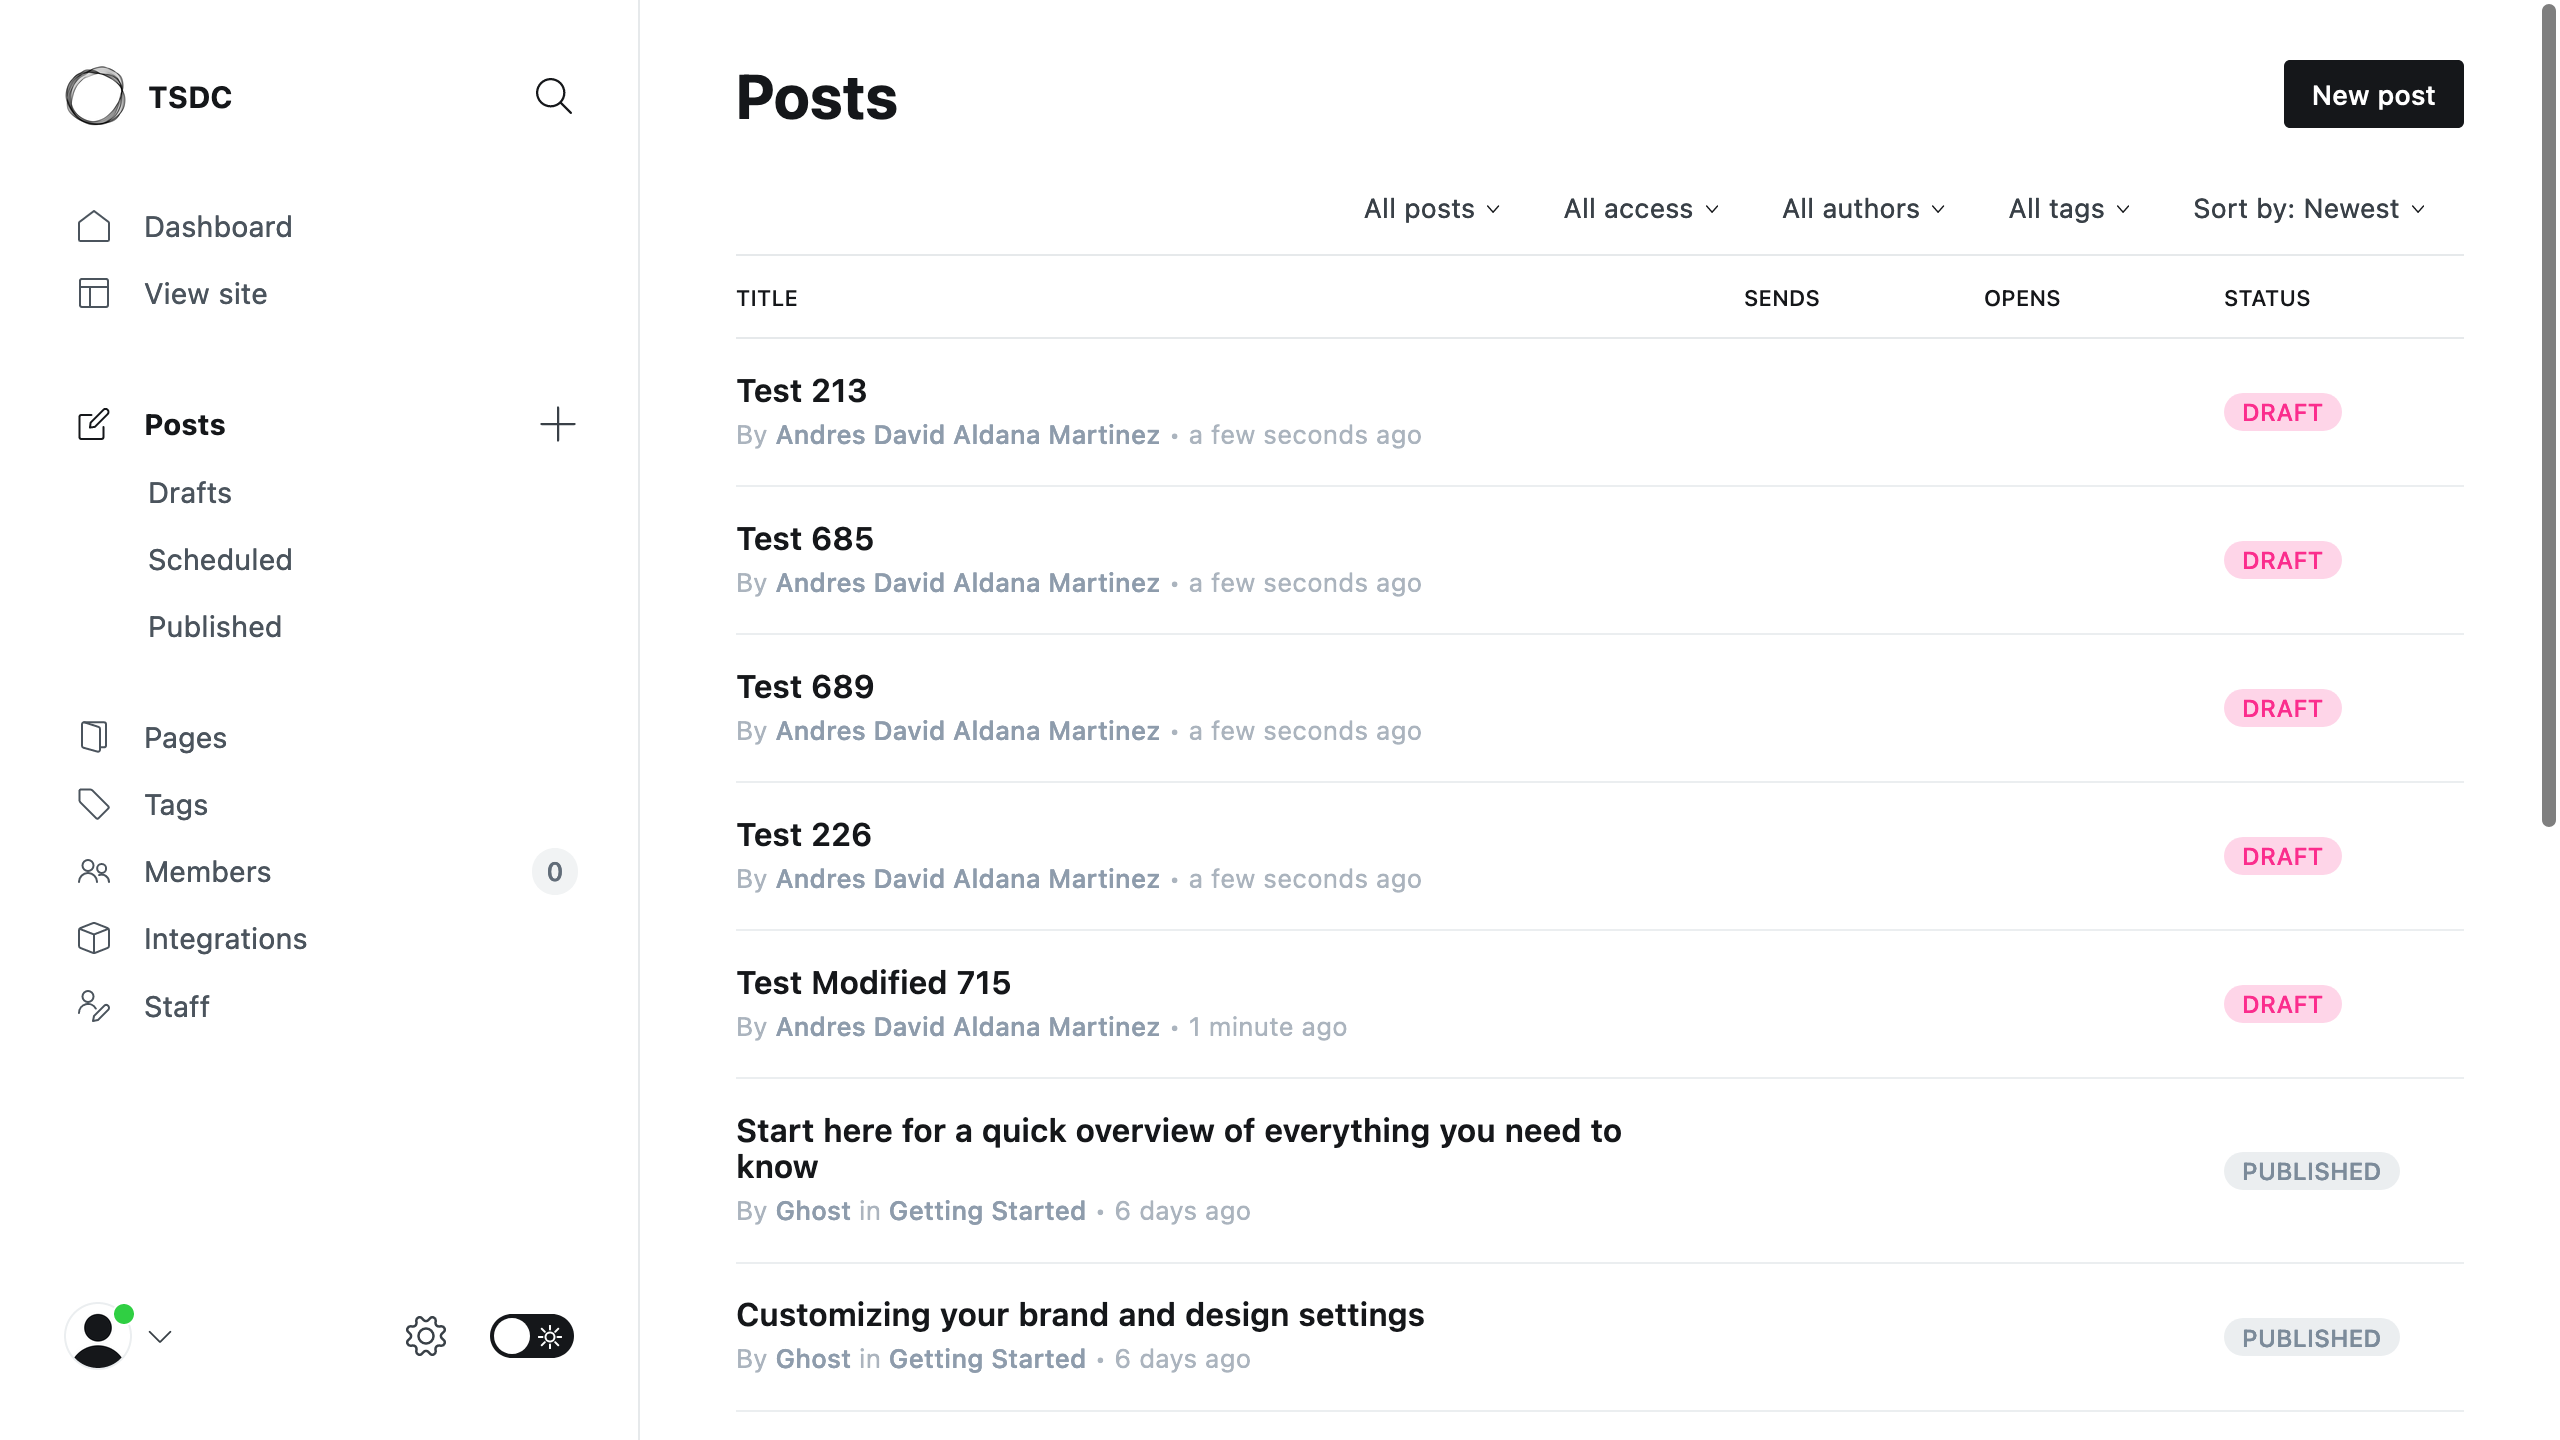 TSDC
Dashboard
View site
Posts
Drafts
Scheduled
Published
Pages
Tags
Members 0
Integrations
Staff
Posts
New post
All posts All access All authors All tags Sort by: Newest
TITLE SENDS OPENS STATUS
Test 213
By Andres David Aldana Martinez • a few seconds ago
DRAFT
Test 685
By Andres David Aldana Martinez • a few seconds ago
DRAFT
Test 689
By Andres David Aldana Martinez • a few seconds ago
DRAFT
Test 226
By Andres David Aldana Martinez • a few seconds ago
DRAFT
Test Modified 715
By Andres David Aldana Martinez • 1 minute ago
DRAFT
Start here for a quick overview of everything you need to
know
By Ghost in Getting Started • 6 days ago
PUBLISHED
Customizing your brand and design settings
By Ghost in Getting Started • 6 days ago
PUBLISHED